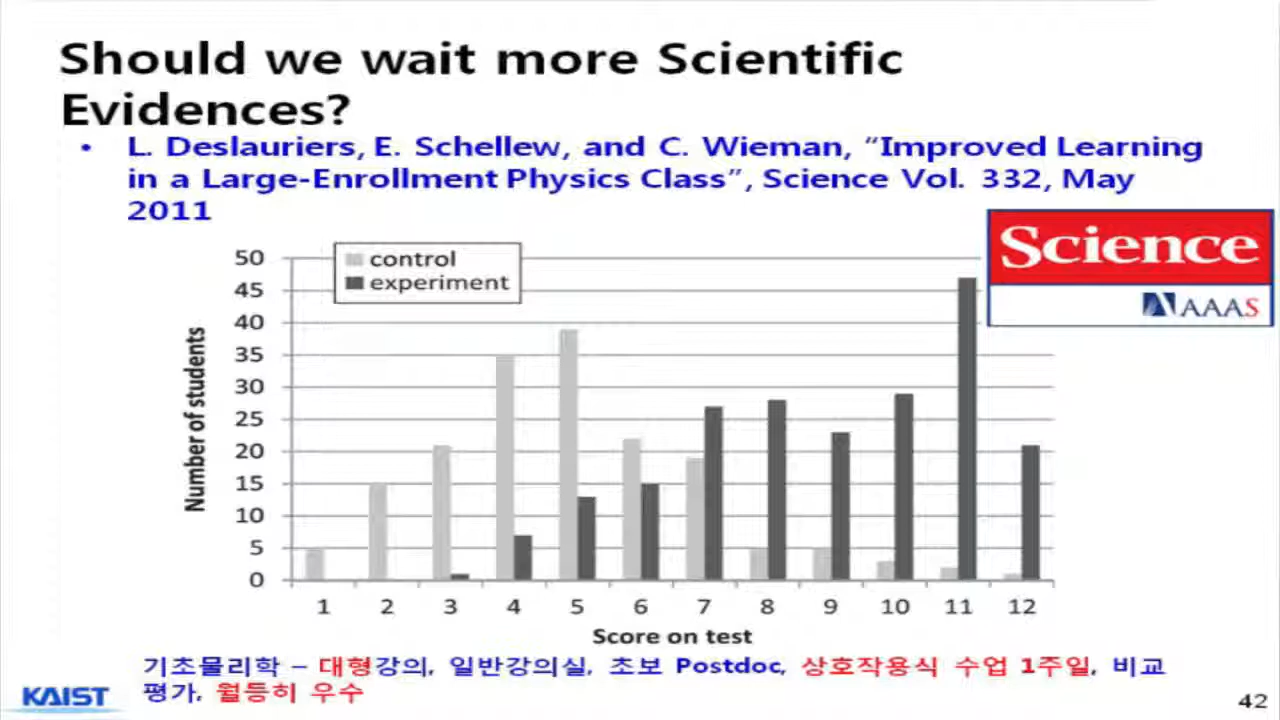 Should we wait more Scientific
Evidences?
• L. Deslauriers, E. Schellew, and C. Wieman, “Improved Learning
in a Large-Enrollment Physics Class”, Science Vol. 332, May
2011
Science
AAAS
control
experiment
50
45
40
35
30
25
20
15
10
5
0
Number of students
1 2 3 4 5 6 7 8 9 10 11 12
Score on test
기초물리학 – 대형강의, 일반강의실, 초보 Postdoc, 상호작용식 수업 1주일, 비교
평가, 월등히 우수
KAIST
42